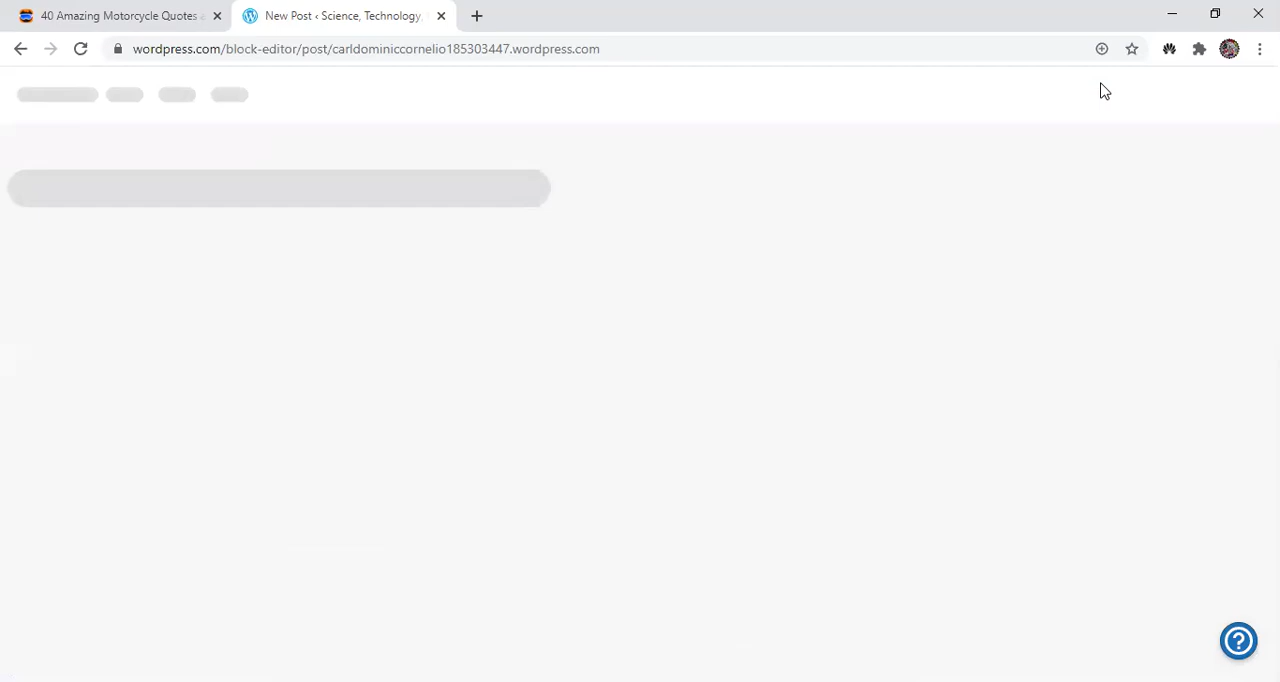 40 Amazing Motorcycle Quotes
New Post ‹ Science, Technology,
wordpress.com/block-editor/post/carldominiccornelio185303447.wordpress.com